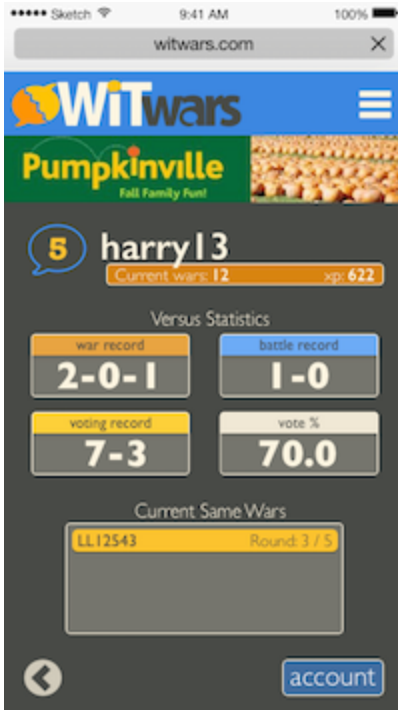 Sketch 9:41 AM 100%
witwars.com
WiTwars
Pumpkinville
Fall Family Fun!
5 harry13
Current wars: 12 xp: 622
Versus Statistics
war record battle record
2-0-1 1-0
voting record vote %
7-3 70.0
Current Same Wars
LL12543 Round: 3 / 5
account